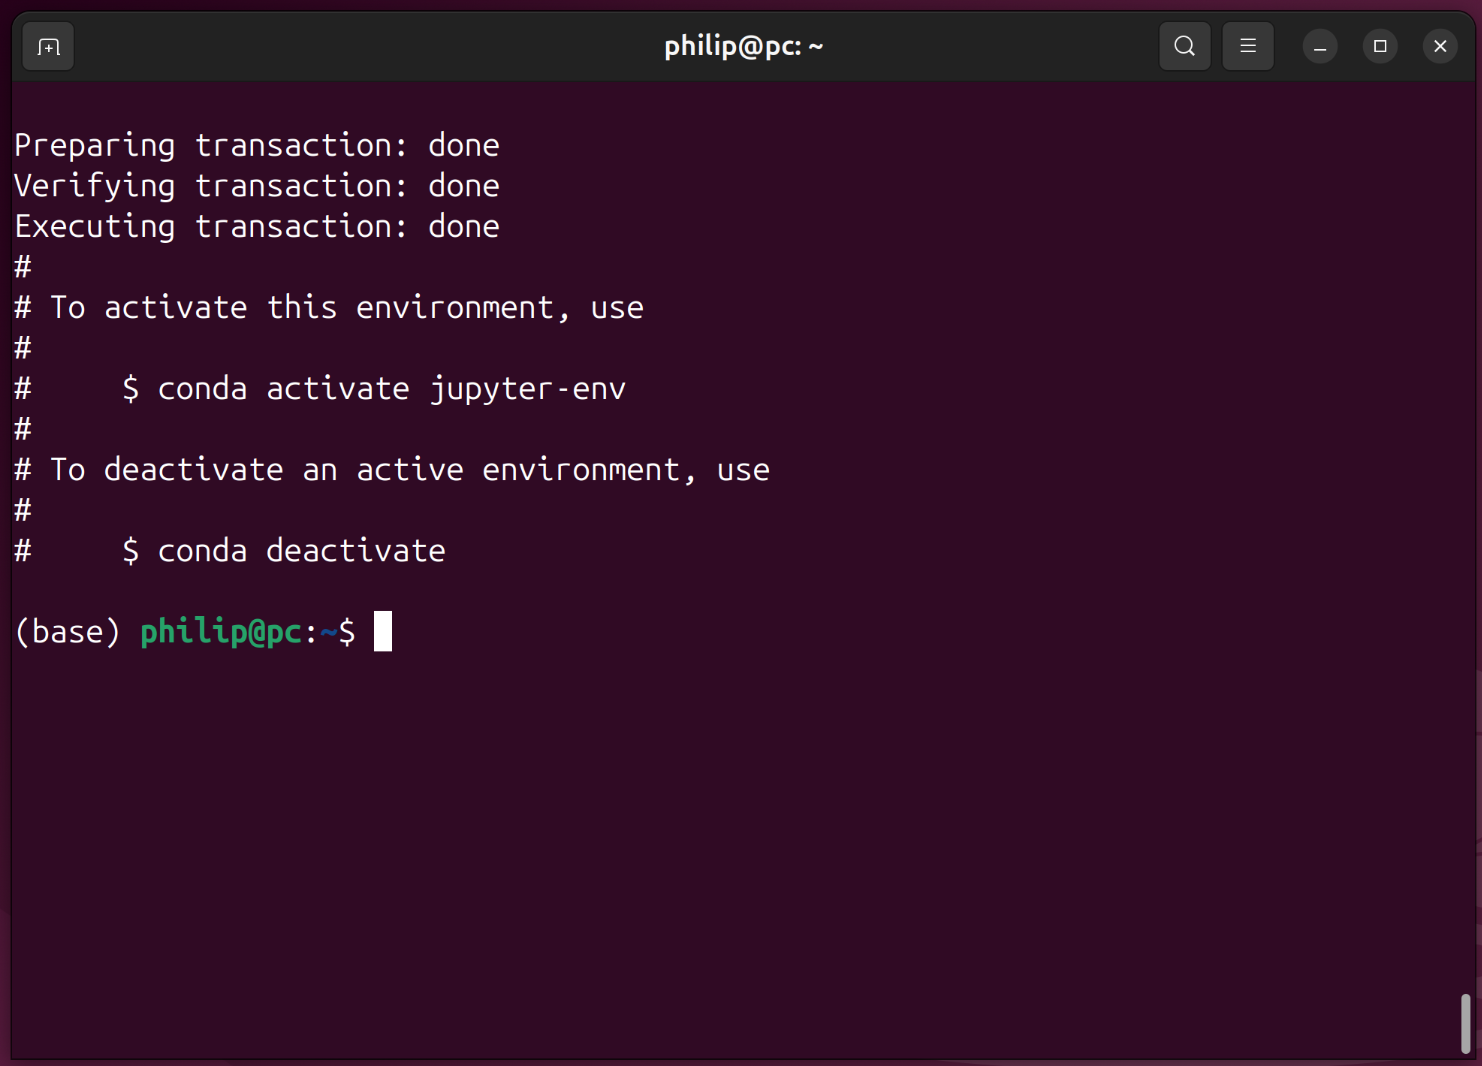 philip@pc: ~
Preparing transaction: done
Verifying transaction: done
Executing transaction: done
#
# To activate this environment, use
#
#     $ conda activate jupyter-env
#
# To deactivate an active environment, use
#
#     $ conda deactivate
(base) philip@pc:~$